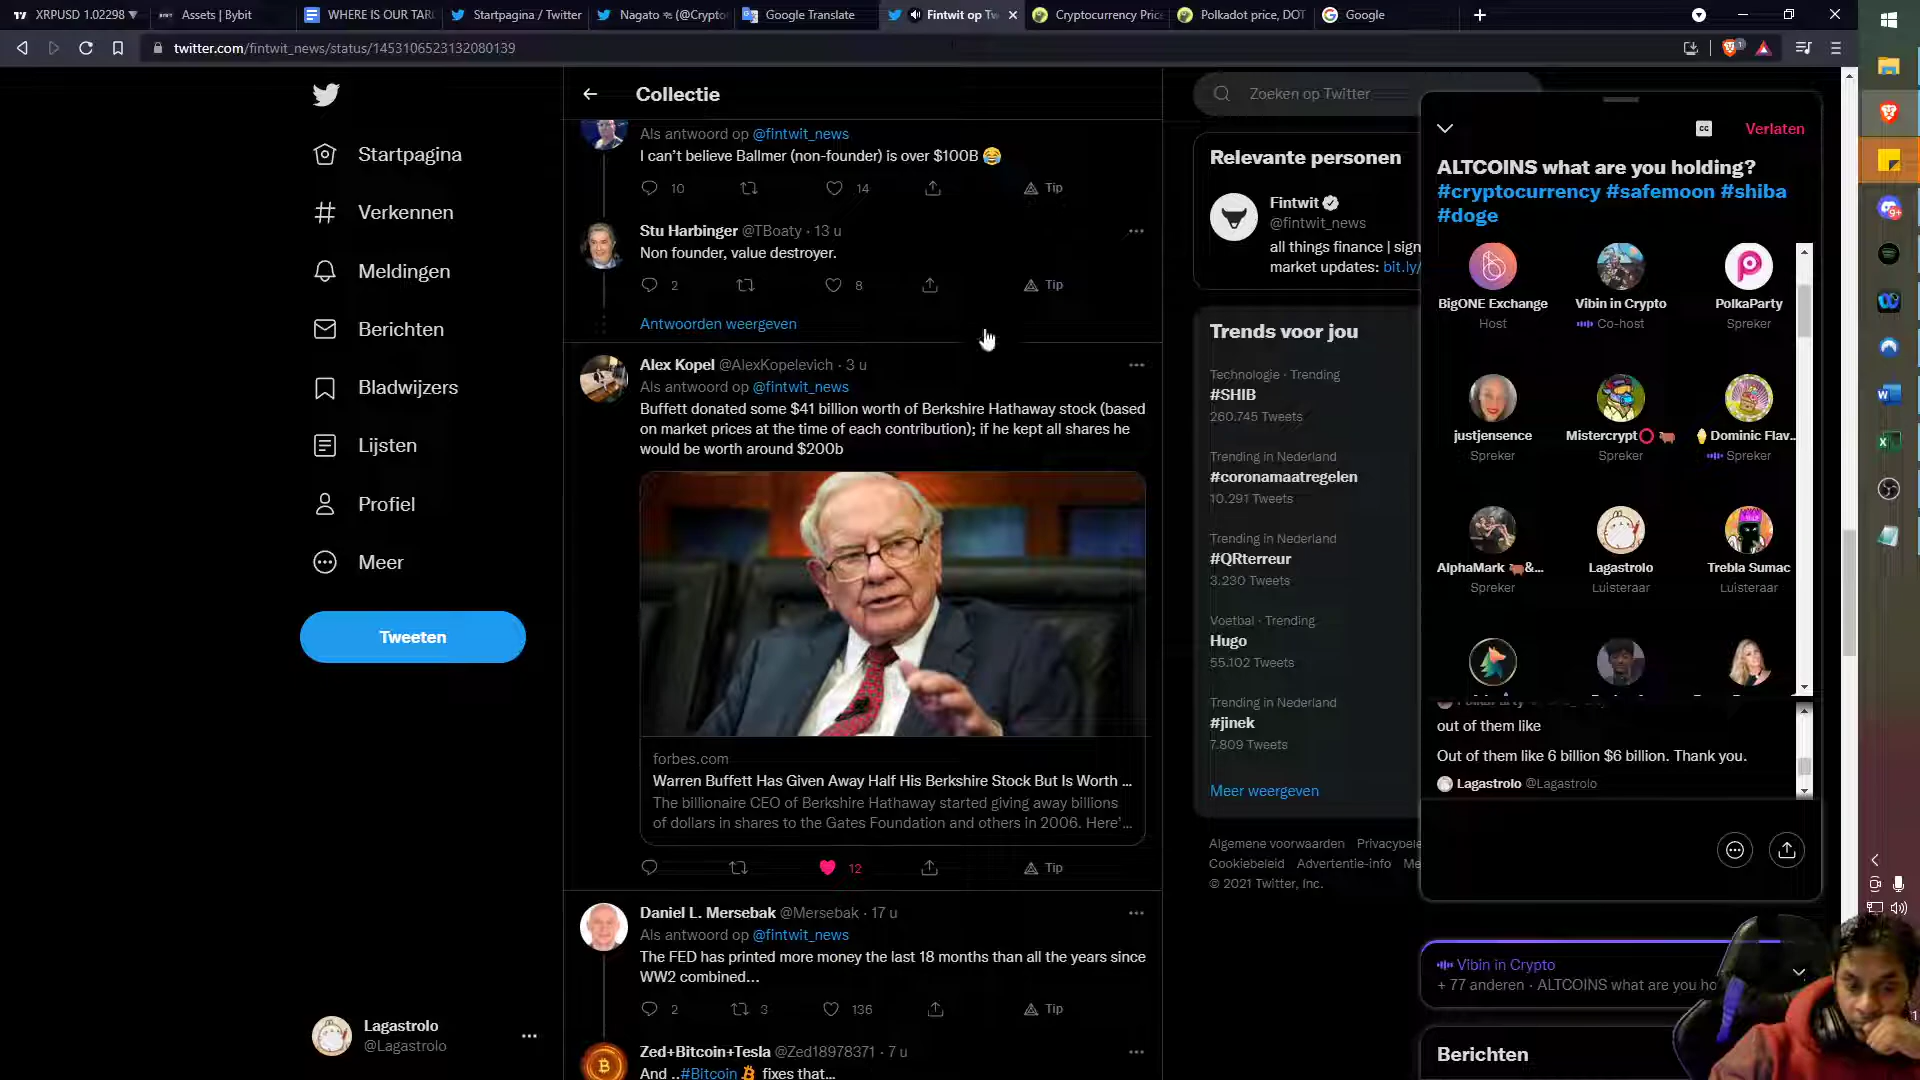 XRPUSD 1.02298
Assets | Bybit
WHERE IS OUR TAR
Startpagina / Twitter
Nagato
(@Crypto
Google Translate
Fintwit op Tw
Cryptocurrency Pric
Polkadot price, DOT
Google
twitter.com/fintwit_news/status/1453106523132080139
Startpagina
Verkennen
Meldingen
Berichten
Bladwijzers
Lijsten
Profiel
Meer
Tweeten
Lagastrolo
@Lagastrolo
Collectie
Als antwoord op @fintwit_news
I can't believe Ballmer (non-founder) is over $100B 😂
10
14
Tip
Stu Harbinger @TBoaty · 13 u
Non founder, value destroyer.
2
8
Tip
Antwoorden weergeven
Alex Kopel @AlexKopelevich · 3 u
Als antwoord op @fintwit_news
Buffett donated some $41 billion worth of Berkshire Hathaway stock (based
on market prices at the time of each contribution); if he kept all shares he
would be worth around $200b
forbes.com
Warren Buffett Has Given Away Half His Berkshire Stock But Is Worth ...
The billionaire CEO of Berkshire Hathaway started giving away billions
of dollars in shares to the Gates Foundation and others in 2006. Here'...
12
Tip
Daniel L. Mersebak @Mersebak · 17 u
Als antwoord op @fintwit_news
The FED has printed more money the last 18 months than all the years since
WW2 combined...
2
3
136
Tip
Zed+Bitcoin+Tesla @Zed18978371 · 7 u
And ..#Bitcoin fixes that...
Zoeken op Twitter
Relevante personen
Fintwit
@fintwit_news
all things finance | sign
market updates: bit.ly/
Trends voor jou
Technologie · Trending
#SHIB
260.745 Tweets
Trending in Nederland
#coronamaatregelen
10.291 Tweets
Trending in Nederland
#QRterreur
3.230 Tweets
Voetbal · Trending
Hugo
55.102 Tweets
Trending in Nederland
#jinek
7.809 Tweets
Meer weergeven
Algemene voorwaarden Privacybele
Cookiebeleid Advertentie-info Me
© 2021 Twitter, Inc.
CC
Verlaten
ALTCOINS what are you holding?
#cryptocurrency #safemoon #shiba
#doge
BigONE Exchange
Host
Vibin in Crypto
Co-host
PolkaParty
Spreker
justjensence
Spreker
Mistercrypt⭕ 🐂
Spreker
🍦Dominic Flav...
Spreker
AlphaMark 🐂&...
Spreker
Lagastrolo
Luisteraar
Trebla Sumac
Luisteraar
out of them like
Out of them like 6 billion $6 billion. Thank you.
Lagastrolo @Lagastrolo
Vibin in Crypto
+ 77 anderen · ALTCOINS what are you ho
Berichten